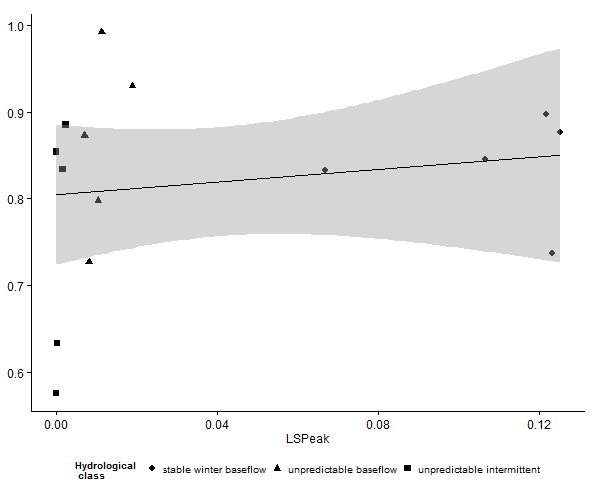 1.0
0.9
0.8
0.7
0.6
0.00 0.04 0.08 0.12
LSPeak
Hydrological
class
stable winter baseflow unpredictable baseflow unpredictable intermittent